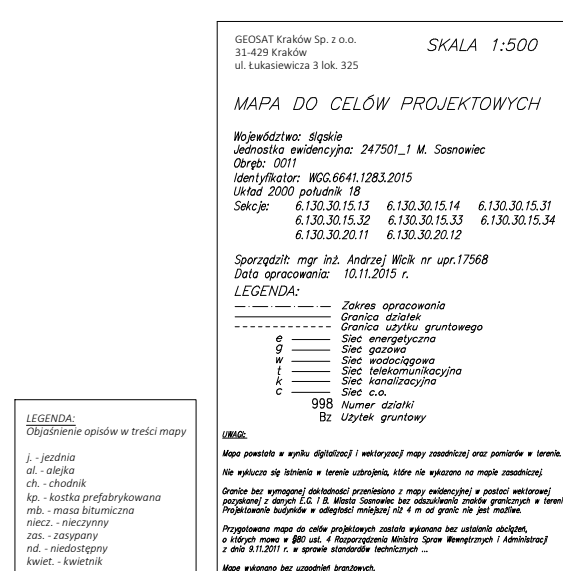 GEOSAT Kraków Sp. z o.o.
31-429 Kraków
ul. Łukasiewicza 3 lok. 325
SKALA 1:500
MAPA DO CELÓW PROJEKTOWYCH
Województwo: śląskie
Jednostka ewidencyjna: 247501_1 M. Sosnowiec
Obręb: 0011
Identyfikator: WGG.6641.1283.2015
Układ 2000 południk 18
Sekcje: 6.130.30.15.13 6.130.30.15.14 6.130.30.15.31
6.130.30.15.32 6.130.30.15.33 6.130.30.15.34
6.130.30.20.11 6.130.30.20.12
Sporządził: mgr inż. Andrzej Wicik nr upr.17568
Data opracowania: 10.11.2015 r.
LEGENDA:
Zakres opracowania
Granica działek
Granica użytku gruntowego
e Sieć energetyczna
g Sieć gazowa
w Sieć wodociągowa
t Sieć telekomunikacyjna
k Sieć kanalizacyjna
c Sieć c.o.
998 Numer działki
Bz Użytek gruntowy
UWAGI:
Mapa powstała w wyniku digitalizacji i wektoryzacji mapy zasadniczej oraz pomiarów w terenie.
Nie wyklucza się istnienia w terenie uzbrojenia, które nie wykazano na mapie zasadniczej.
Granice bez wymaganej dokładności przeniesiono z mapy ewidencyjnej w postaci wektorowej
pozyskanej z danych E.G. i B. Miasta Sosnowiec bez odszukiwania znaków granicznych w tereni
Projektowanie budynków w odległości mniejszej niż 4 m od granic nie jest możliwe.
Przygotowana mapa do celów projektowych została wykonana bez ustalania obciążeń,
o których mowa w §80 ust. 4 Rozporządzenia Ministra Spraw Wewnętrznych i Administracji
z dnia 9.11.2011 r. w sprawie standardów technicznych ...
Mapę wykonano bez uzgodnień branżowych.
LEGENDA:
Objaśnienie opisów w treści mapy
j. - jezdnia
al. - alejka
ch. - chodnik
kp. - kostka prefabrykowana
mb. - masa bitumiczna
niecz. - nieczynny
zas. - zasypany
nd. - niedostępny
kwiet. - kwietnik